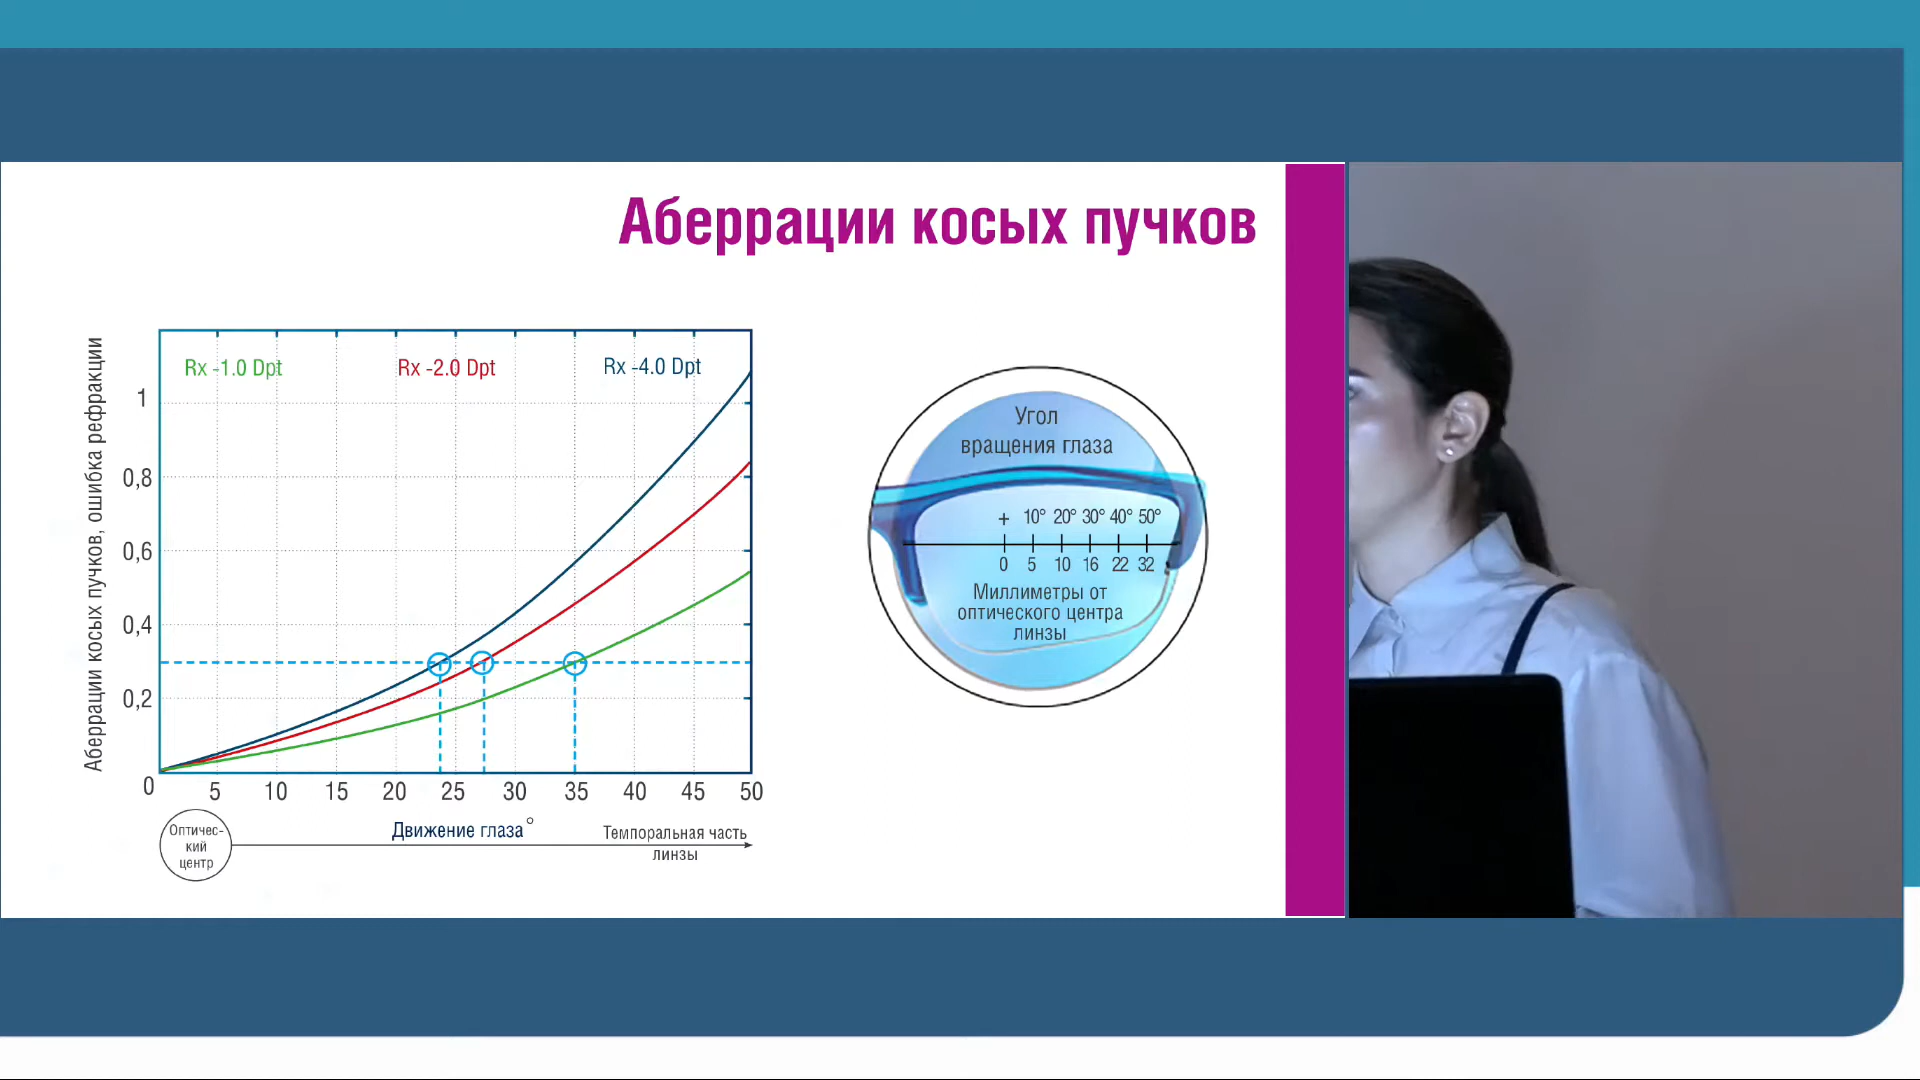 Аберрации косых пучков
Аберрации косых пучков, ошибка рефракции
Rx -1.0 Dpt
Rx -2.0 Dpt
Rx -4.0 Dpt
1
0,8
0,6
0,4
0,2
0
5 10 15 20 25 30 35 40 45 50
Оптичес-
кий
центр
Движение глаза°
Темпоральная часть
линзы
Угол
вращения глаза
+ 10° 20° 30° 40° 50°
0 5 10 16 22 32
Миллиметры от
оптического центра
линзы